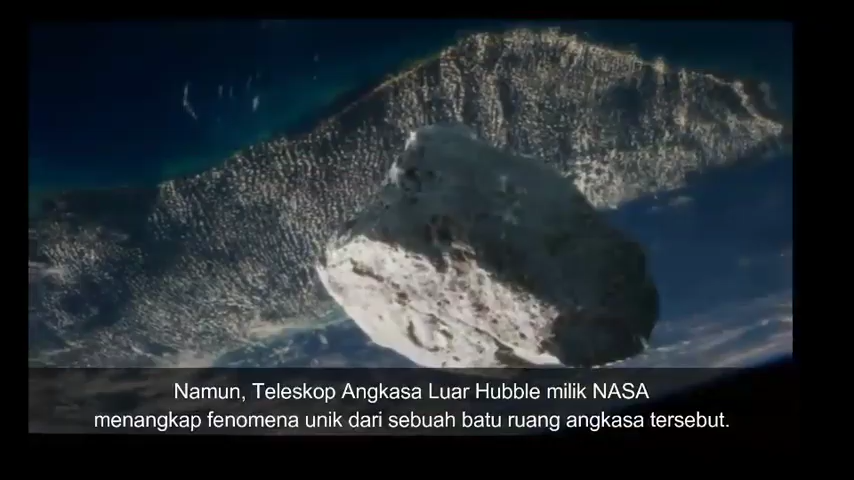 Namun, Teleskop Angkasa Luar Hubble milik NASA
menangkap fenomena unik dari sebuah batu ruang angkasa tersebut.